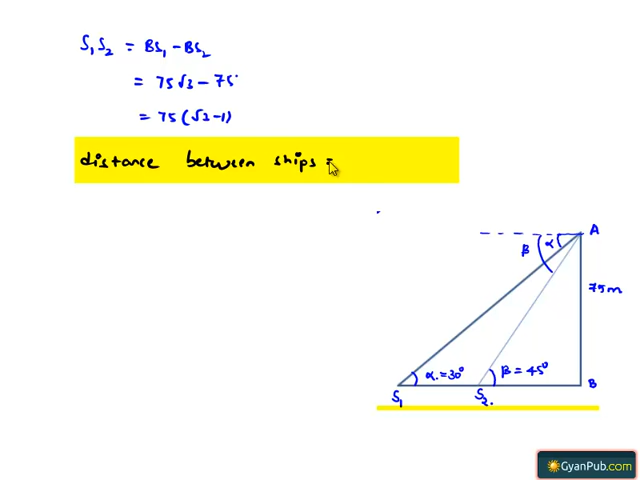 S₁S₂ = BS₁ - BS₂
= 75√3 - 75
= 75(√3-1)
distance between ships =
A
α
β
75m
α = 30°
β = 45°
B
S₁
S₂.
GyanPub.com